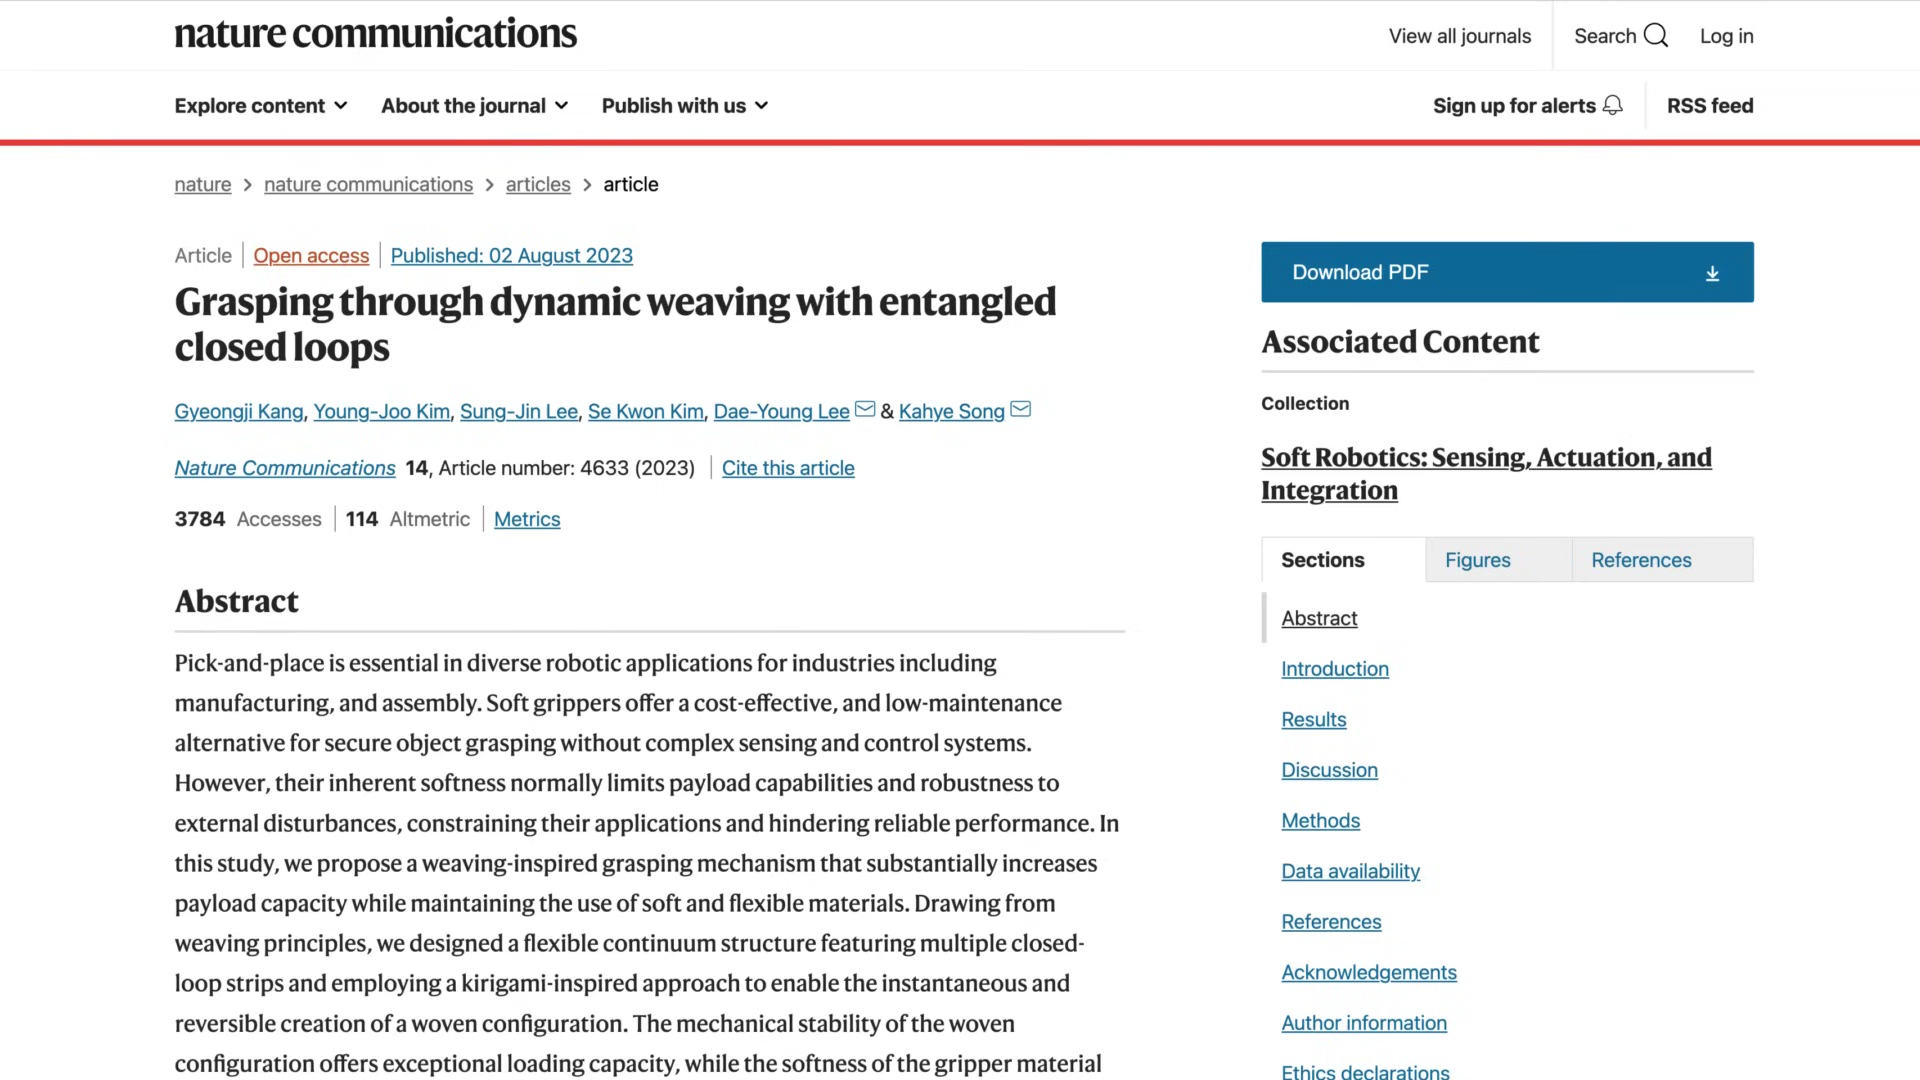 nature communications
View all journals
Search
Log in
Explore content
About the journal
Publish with us
Sign up for alerts
RSS feed
nature > nature communications > articles > article
Article
Open access
Published: 02 August 2023
Grasping through dynamic weaving with entangled
closed loops
Gyeongji Kang, Young-Joo Kim, Sung-Jin Lee, Se Kwon Kim, Dae-Young Lee & Kahye Song
Nature Communications 14, Article number: 4633 (2023)
Cite this article
3784 Accesses
114 Altmetric
Metrics
Abstract
Pick-and-place is essential in diverse robotic applications for industries including
manufacturing, and assembly. Soft grippers offer a cost-effective, and low-maintenance
alternative for secure object grasping without complex sensing and control systems.
However, their inherent softness normally limits payload capabilities and robustness to
external disturbances, constraining their applications and hindering reliable performance. In
this study, we propose a weaving-inspired grasping mechanism that substantially increases
payload capacity while maintaining the use of soft and flexible materials. Drawing from
weaving principles, we designed a flexible continuum structure featuring multiple closed-
loop strips and employing a kirigami-inspired approach to enable the instantaneous and
reversible creation of a woven configuration. The mechanical stability of the woven
configuration offers exceptional loading capacity, while the softness of the gripper material
Download PDF
Associated Content
Collection
Soft Robotics: Sensing, Actuation, and
Integration
Sections
Figures
References
Abstract
Introduction
Results
Discussion
Methods
Data availability
References
Acknowledgements
Author information
Ethics declarations